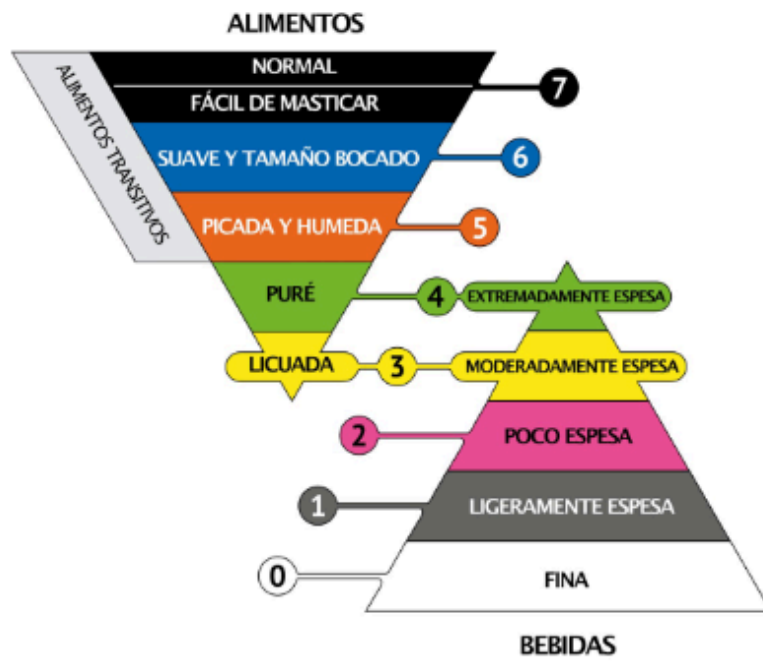 ALIMENTOS
ALIMENTOS TRANSITIVOS
NORMAL
FÁCIL DE MASTICAR
7
SUAVE Y TAMAÑO BOCADO
6
PICADA Y HUMEDA
5
PURÉ
4
EXTREMADAMENTE ESPESA
LICUADA
3
MODERADAMENTE ESPESA
2
POCO ESPESA
1
LIGERAMENTE ESPESA
0
FINA
BEBIDAS